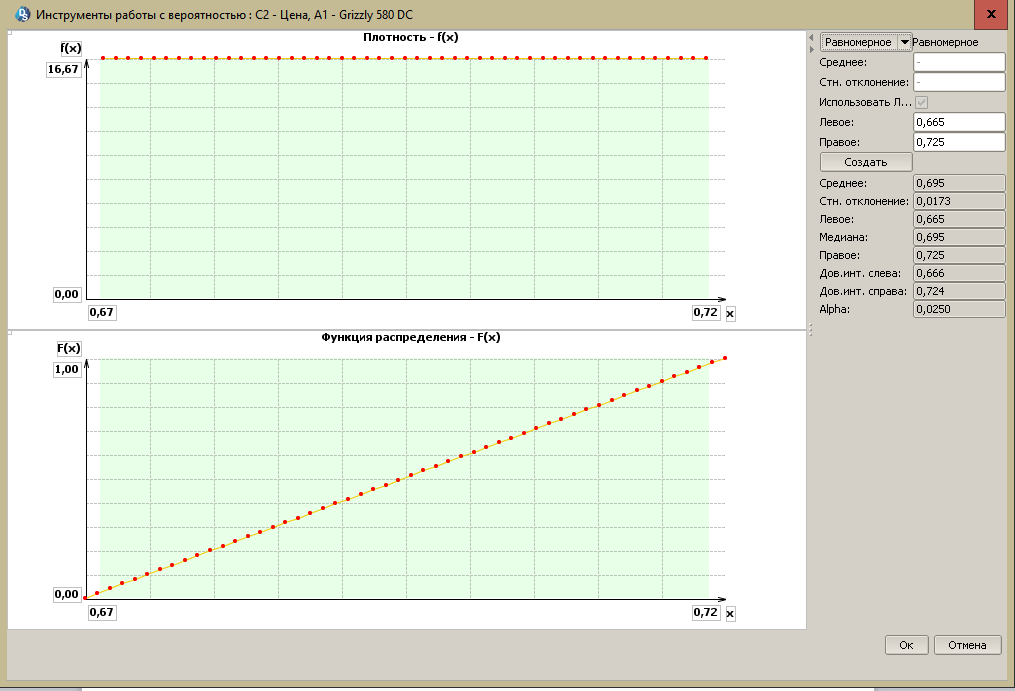 Инструменты работы с вероятностью : C2 - Цена, A1 - Grizzly 580 DC
x
Плотность - f(x)
f(x)
16,67
0,00
0,67
0,72
x
Функция распределения - F(x)
F(x)
1,00
0,00
0,67
0,72
x
Равномерное Равномерное
Среднее: -
Стн. отклонение: -
Использовать Л...
Левое: 0,665
Правое: 0,725
Создать
Среднее: 0,695
Стн. отклонение: 0,0173
Левое: 0,665
Медиана: 0,695
Правое: 0,725
Дов.инт. слева: 0,666
Дов.инт. справа: 0,724
Alpha: 0,0250
Ок Отмена